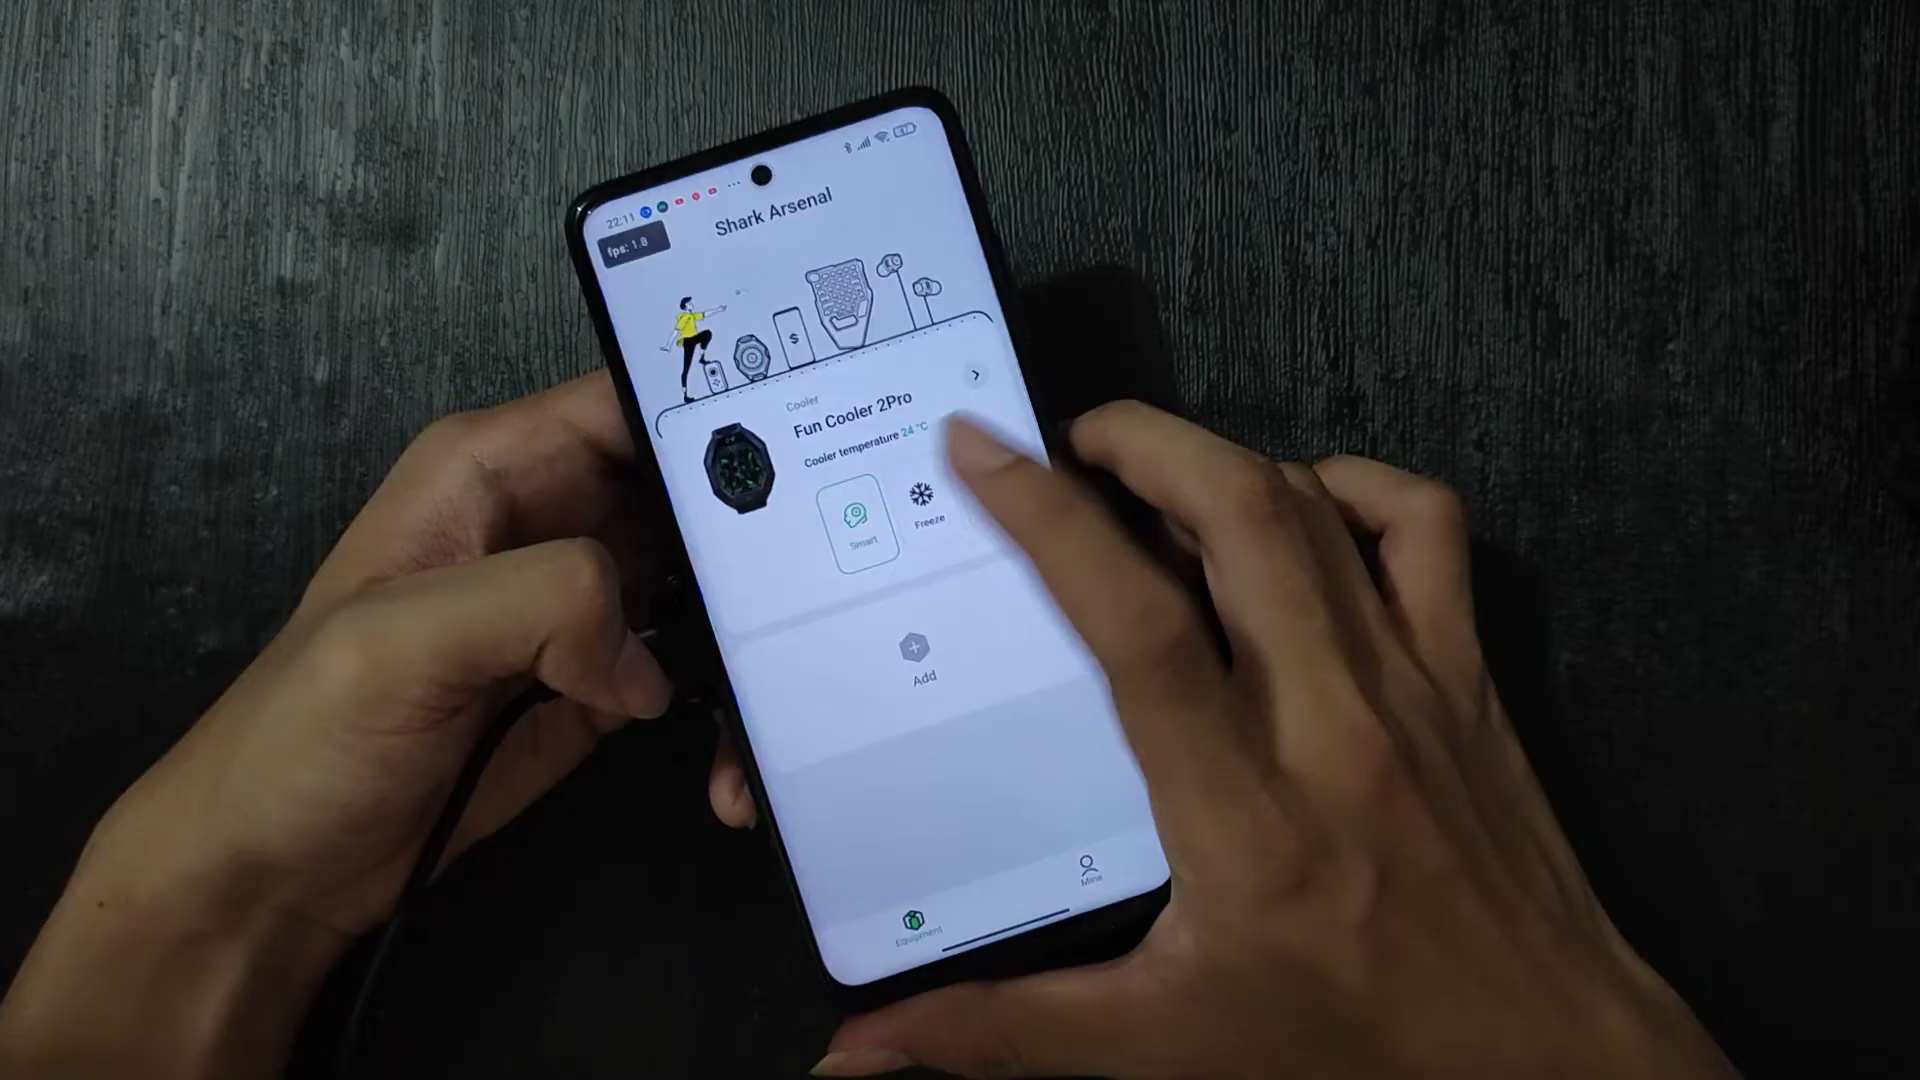 22:11
47
fps: 1.8
Shark Arsenal
$
Cooler
Fun Cooler 2Pro
Cooler temperature 24 °C
Smart
Freeze
Add
Equipment
Mine